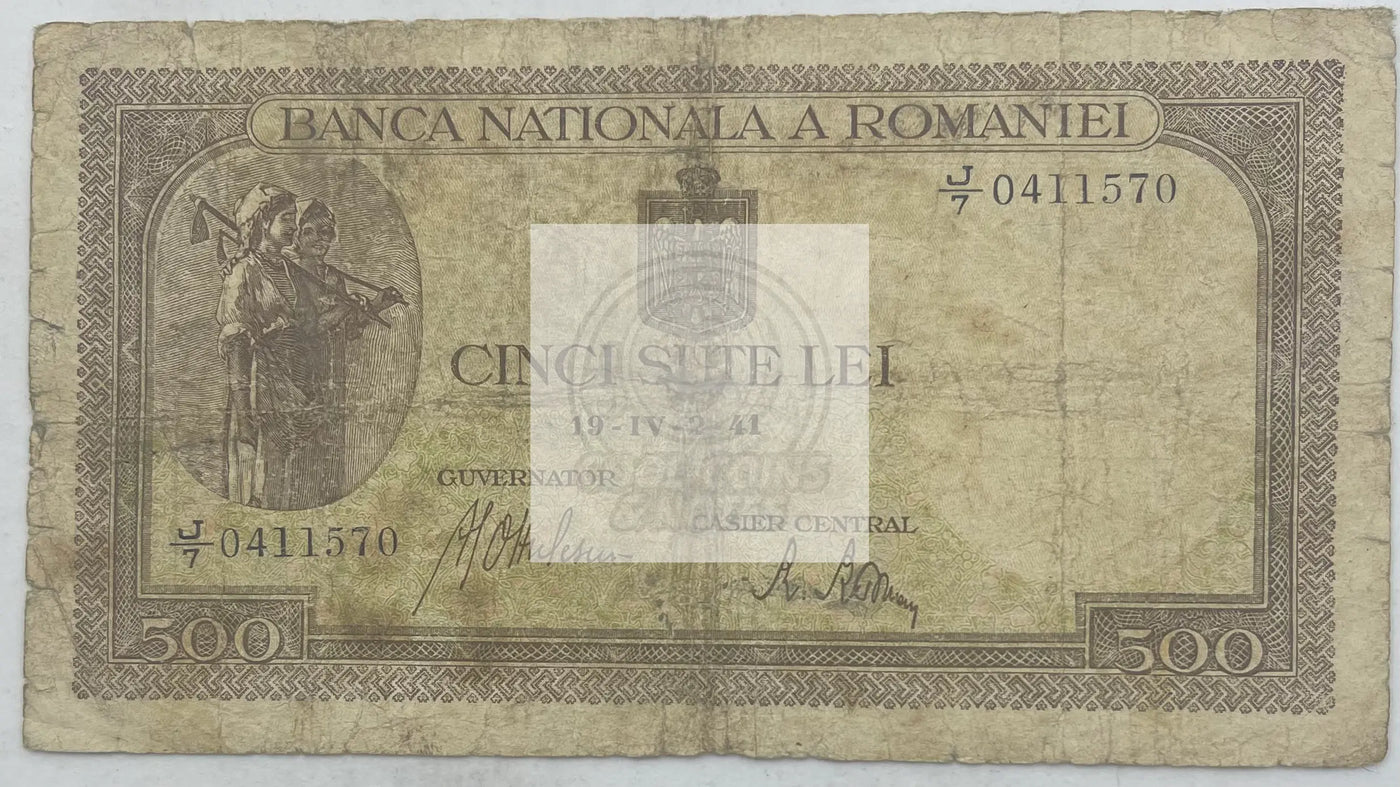 BANCA NATIONALA A ROMANIEI
J/7 0411570
CINCI SUTE LEI
19-IV-2-41
GUVERNATOR
CASIER CENTRAL
J/7 0411570
500
500